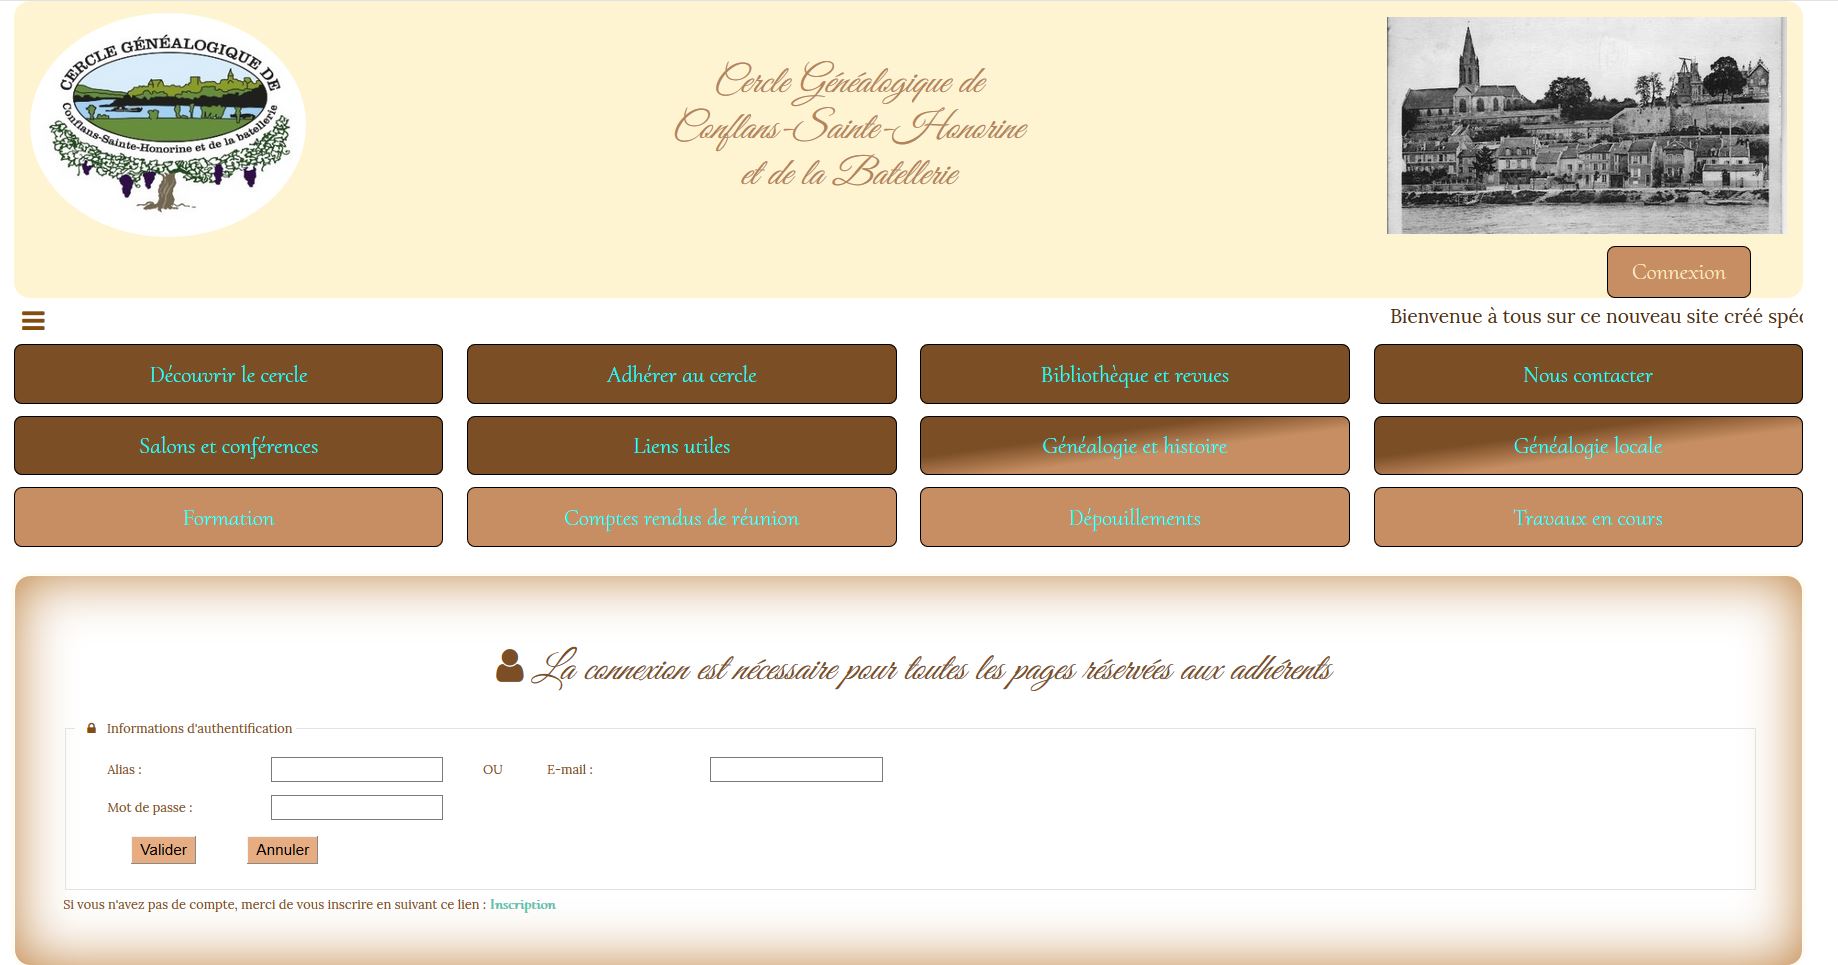 CERCLE GÉNÉALOGIQUE DE
Conflans-Sainte-Honorine et de la batellerie
Cercle Généalogique de
Conflans-Sainte-Honorine
et de la Batellerie
Connexion
Bienvenue à tous sur ce nouveau site créé spéc
Découvrir le cercle
Adhérer au cercle
Bibliothèque et revues
Nous contacter
Salons et conférences
Liens utiles
Généalogie et histoire
Généalogie locale
Formation
Comptes rendus de réunion
Dépouillements
Travaux en cours
La connexion est nécessaire pour toutes les pages réservées aux adhérents
Informations d'authentification
Alias :
OU
E-mail :
Mot de passe :
Valider
Annuler
Si vous n'avez pas de compte, merci de vous inscrire en suivant ce lien : Inscription